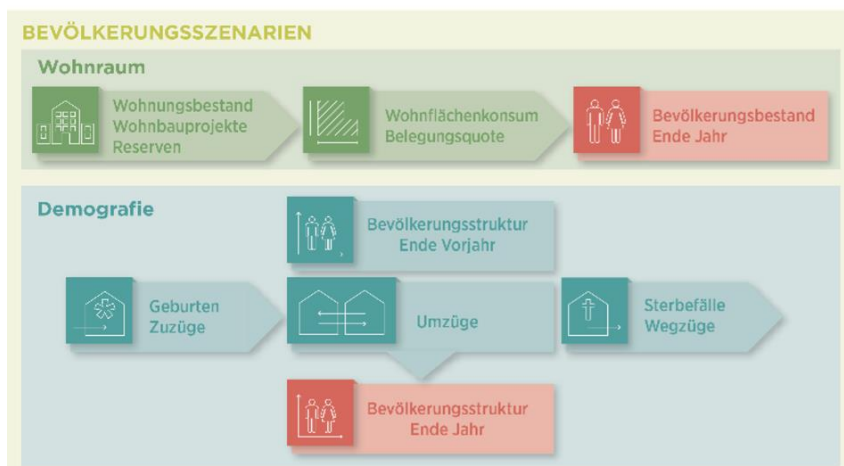 BEVÖLKERUNGSSZENARIEN
Wohnraum
Wohnungsbestand
Wohnbauprojekte
Reserven
Wohnflächenkonsum
Belegungsquote
Bevölkerungsbestand
Ende Jahr
Demografie
Bevölkerungsstruktur
Ende Vorjahr
Geburten
Zuzüge
Umzüge
Sterbefälle
Wegzüge
Bevölkerungsstruktur
Ende Jahr